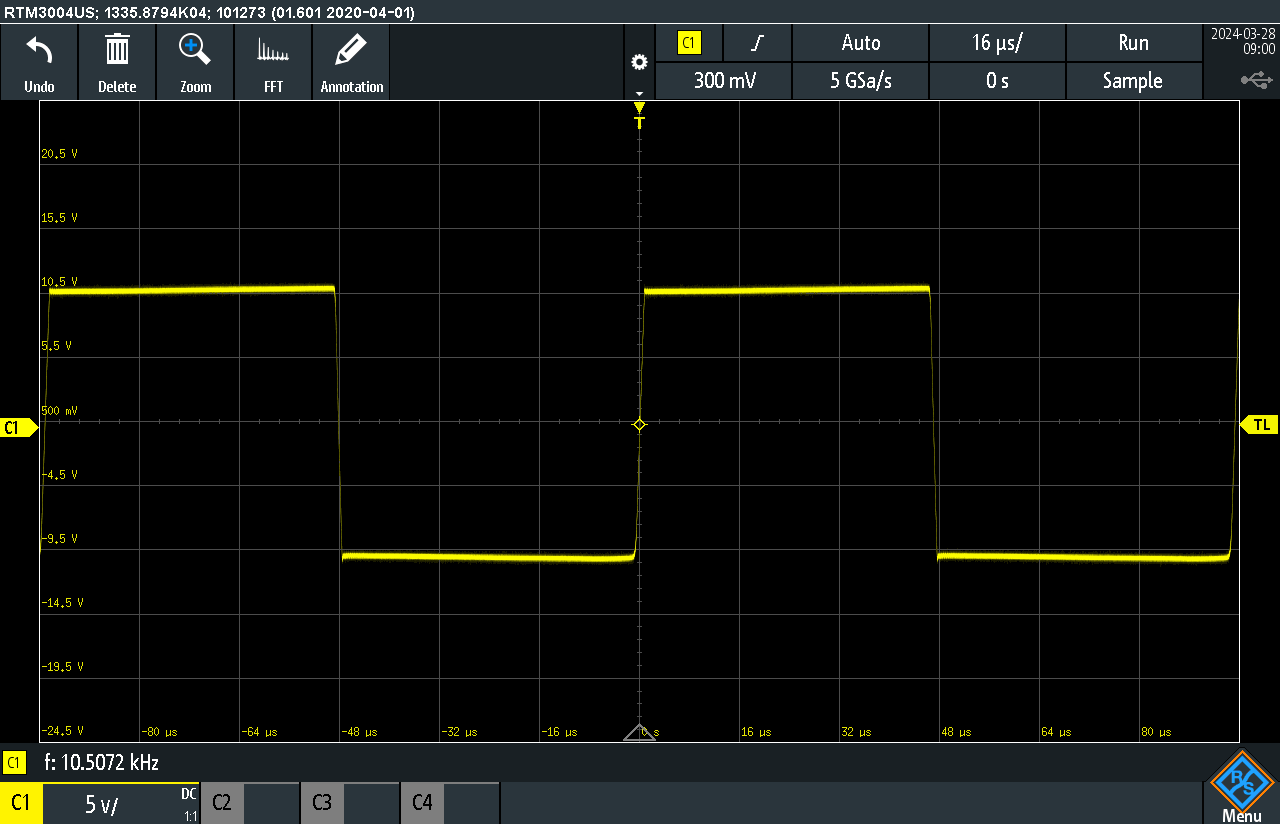 RTM3004US; 1335.8794K04; 101273 (01.601 2020-04-01)
Undo Delete Zoom FFT Annotation
C1 Auto 16 µs/ Run
300 mV 5 GSa/s 0 s Sample
2024-03-28
09:00
T
20.5 V
15.5 V
10.5 V
5.5 V
500 mV
C1 TL
-4.5 V
-9.5 V
-14.5 V
-19.5 V
-24.5 V -80 µs -64 µs -48 µs -32 µs -16 µs 0 s 16 µs 32 µs 48 µs 64 µs 80 µs
C1 f: 10.5072 kHz
C1 5 v/ DC 1:1 C2 C3 C4
R S
Menu